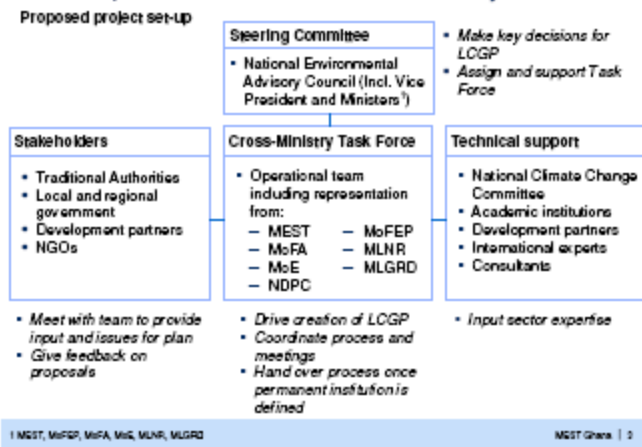 Proposed project set-up
Steering Committee
▪ National Environmental
Advisory Council (Incl. Vice
President and Ministers¹)
▪ Make key decisions for
LCGP
▪ Assign and support Task
Force
Stakeholders
▪ Traditional Authorities
▪ Local and regional
government
▪ Development partners
▪ NGOs
▪ Meet with team to provide
input and issues for plan
▪ Give feedback on
proposals
Cross-Ministry Task Force
▪ Operational team
including representation
from:
– MEST – MoFEP
– MoFA – MLNR
– MoE – MLGRD
– NDPC
▪ Drive creation of LCGP
▪ Coordinate process and
meetings
▪ Hand over process once
permanent institution is
defined
Technical support
▪ National Climate Change
Committee
▪ Academic institutions
▪ Development partners
▪ International experts
▪ Consultants
▪ Input sector expertise
1 MEST, MoFEP, MoFA, MoE, MLNR, MLGRD
MEST Ghana |